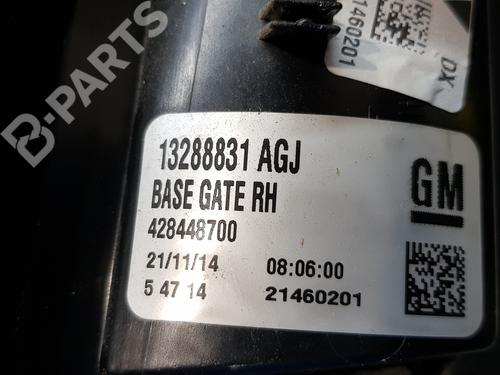 B-PARTS
21460201
DX
13288831 AGJ
BASE GATE RH
GM
428448700
21/11/14 08:06:00
5 47 14 21460201